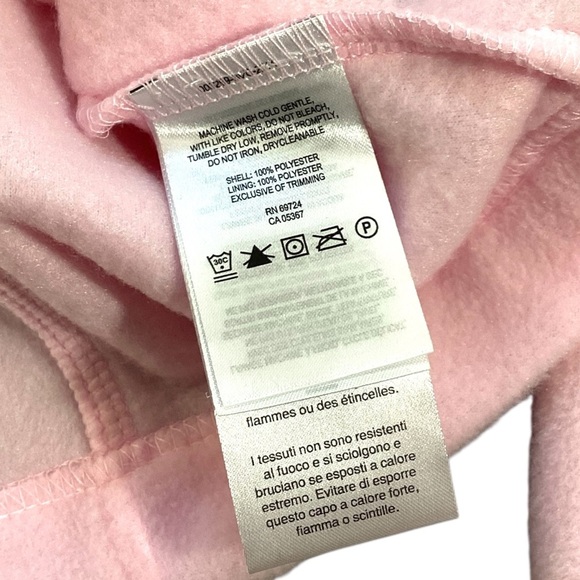 MACHINE WASH COLD GENTLE,
WITH LIKE COLORS, DO NOT BLEACH,
TUMBLE DRY LOW, REMOVE PROMPTLY,
DO NOT IRON, DRYCLEANABLE
SHELL: 100% POLYESTER
LINING: 100% POLYESTER
EXCLUSIVE OF TRIMMING
RN 69724
CA 05367
30C P
flammes ou des étincelles.
I tessuti non sono resistenti
al fuoco e si sciolgono e
bruciano se esposti a calore
estremo. Evitare di esporre
questo capo a calore forte,
fiamma o scintille.